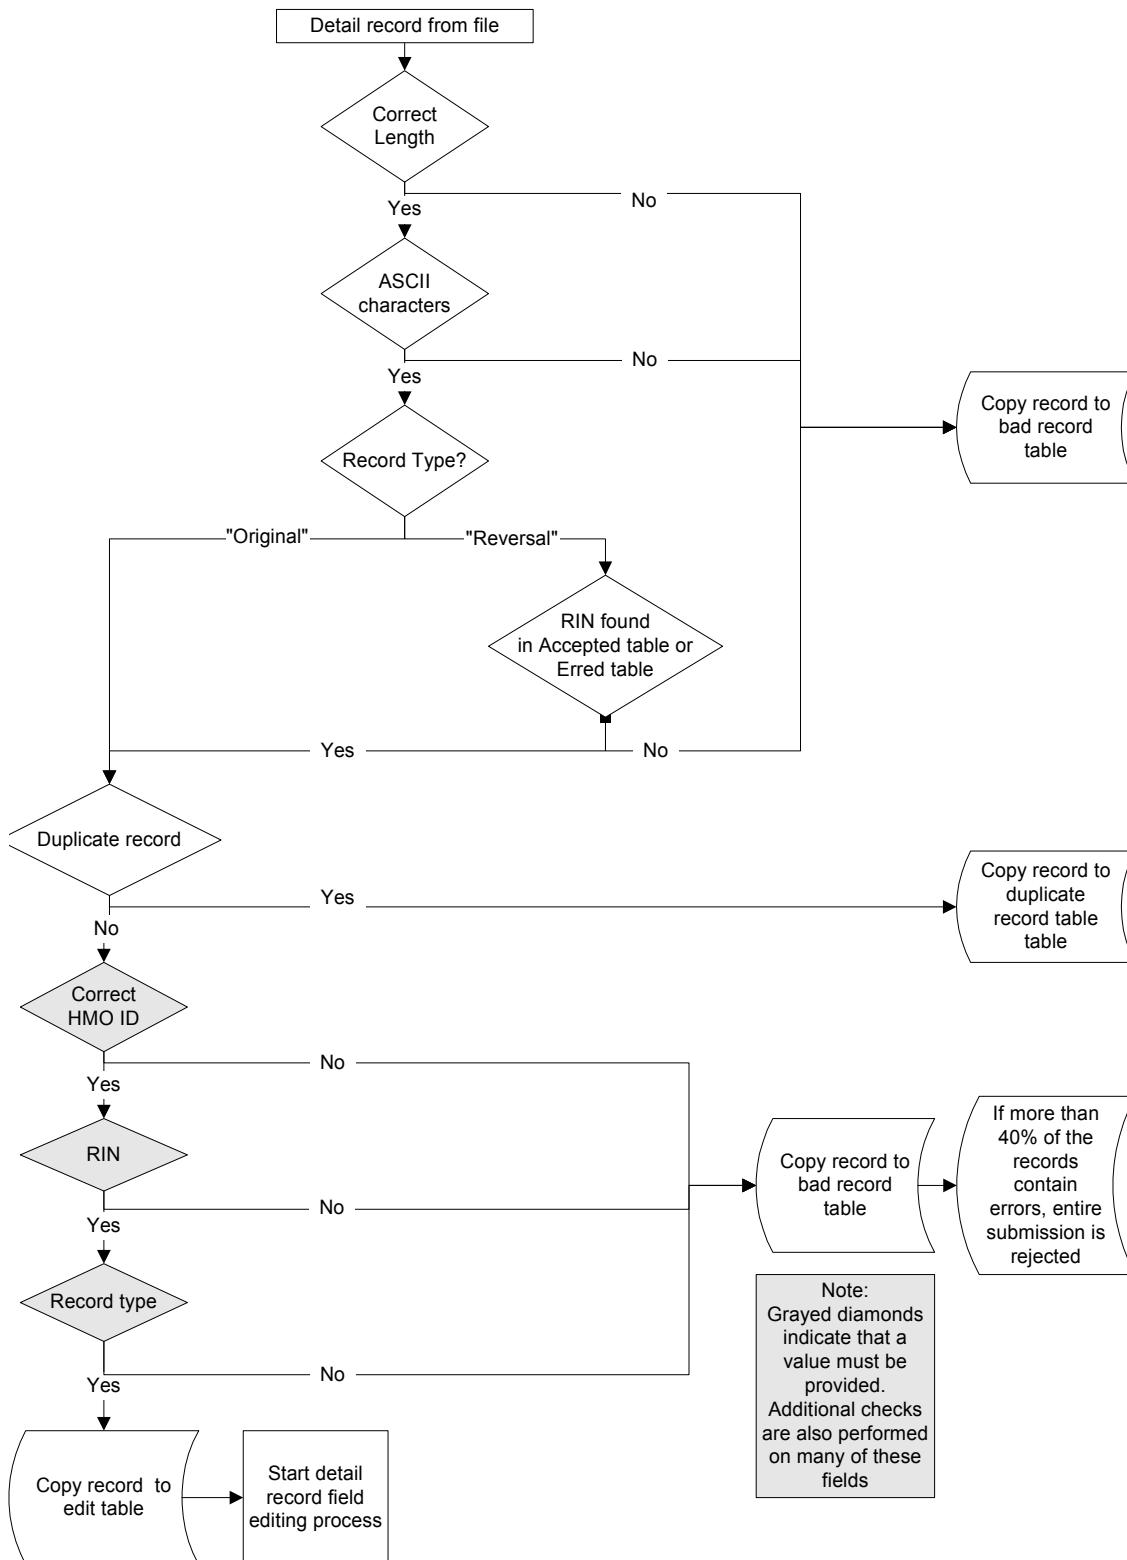 Detail record from file
Correct
Length
No
Yes
ASCII
characters
No
Yes
Copy record to
bad record
table
Record Type?
"Original"
"Reversal"
RIN found
in Accepted table or
Erred table
Yes
No
Duplicate record
Copy record to
duplicate
record table
table
Yes
No
Correct
HMO ID
No
Yes
RIN
If more than
40% of the
records
contain
errors, entire
submission is
rejected
Copy record to
bad record
table
No
Yes
Record type
Note:
Grayed diamonds
indicate that a
value must be
provided.
Additional checks
are also performed
on many of these
fields
No
Yes
Copy record to
edit table
Start detail
record field
editing process